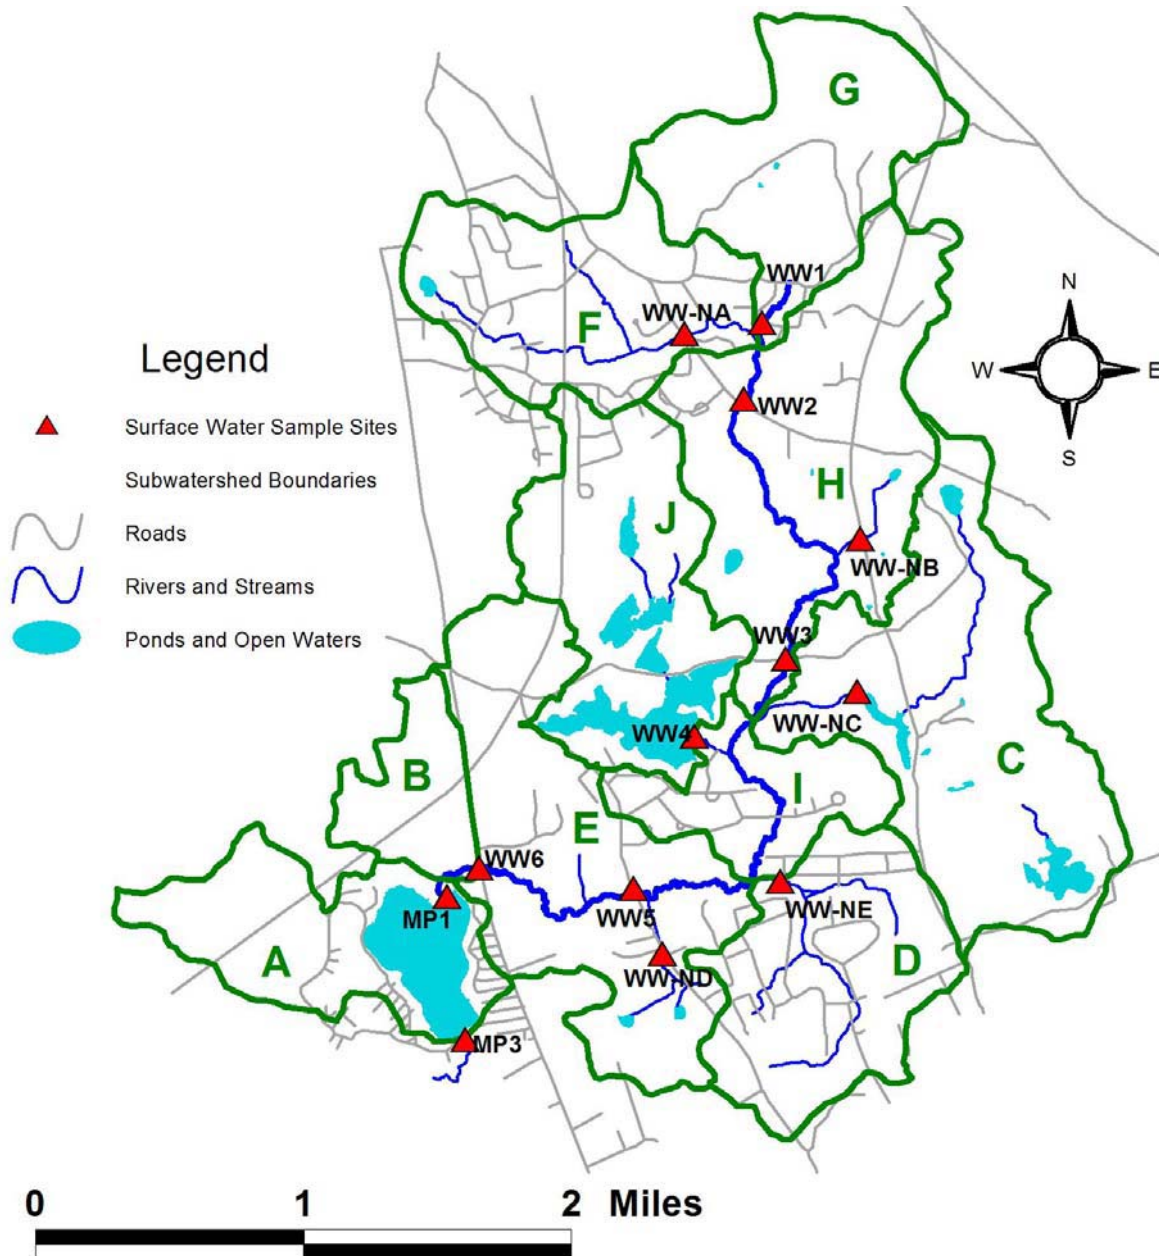 G
WW1
WW-NA
F
N
W
E
S
Legend
WW2
Surface Water Sample Sites
Subwatershed Boundaries
H
J
Roads
WW-NB
Rivers and Streams
Ponds and Open Waters
WW3
WW-NC
WW4
C
B
I
E
WW6
WW5
WW-NE
MP1
A
D
WW-ND
MP3
0 1 2 Miles